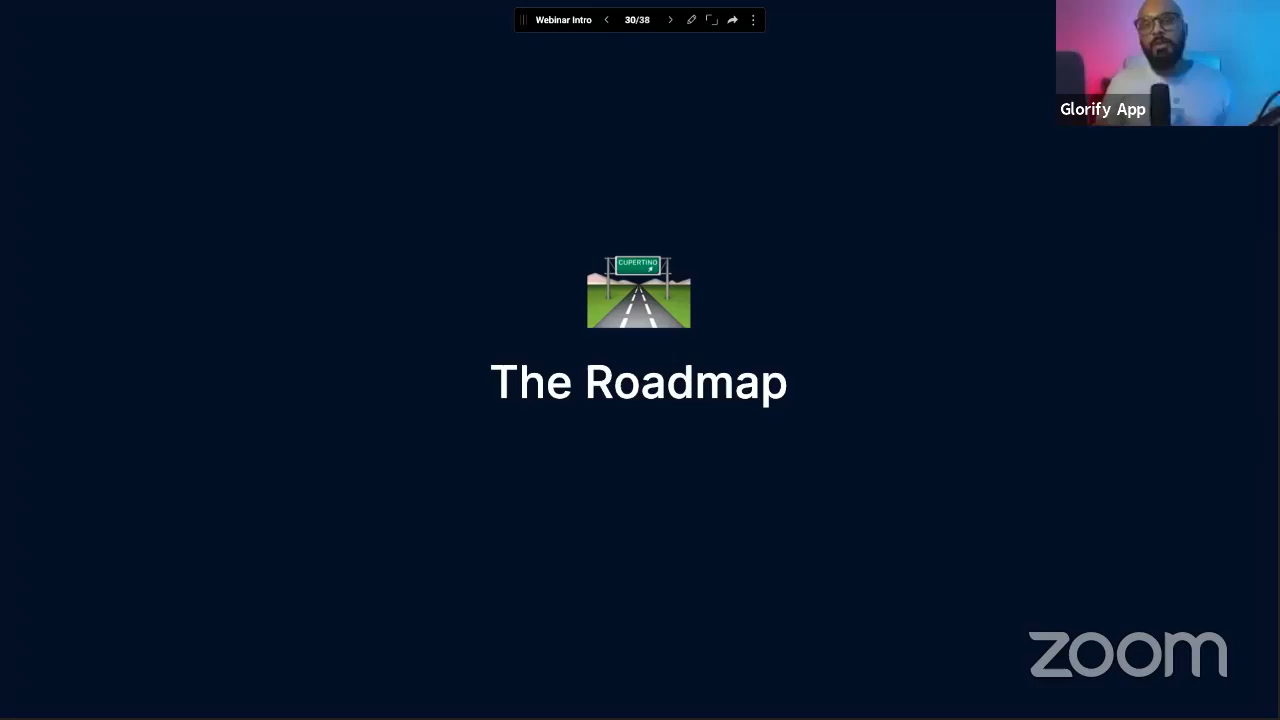 Webinar Intro
30/38
Glorify App
CUPERTINO
The Roadmap
zoom